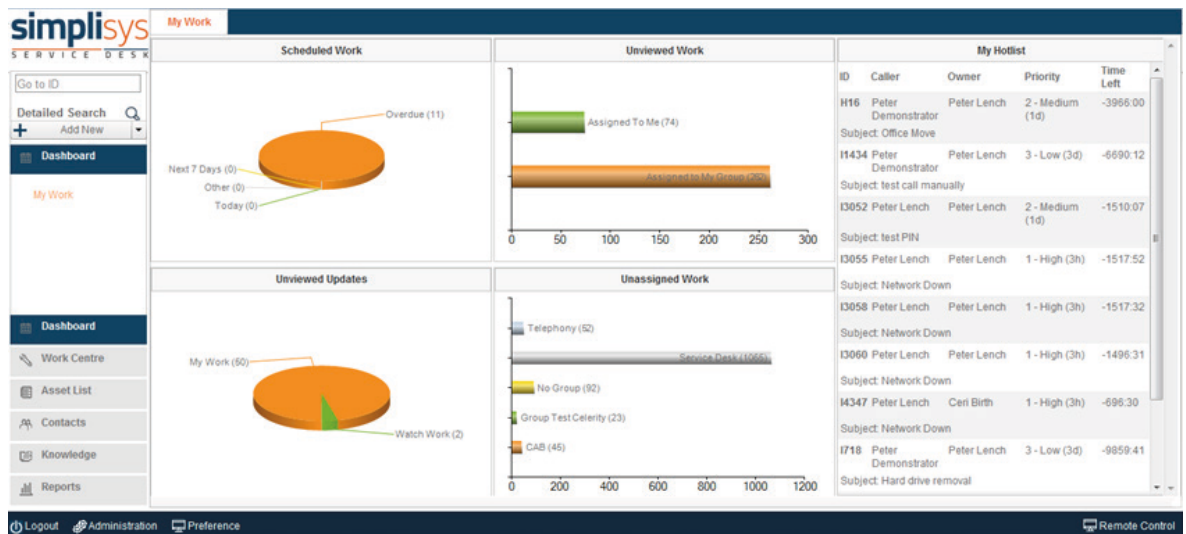 simplisys
SERVICE DESK
My Work
Go to ID
Detailed Search
Add New
Dashboard
My Work
Dashboard
Work Centre
Asset List
Contacts
Knowledge
Reports
Scheduled Work
Overdue (11)
Next 7 Days (0)
Other (0)
Today (0)
Unviewed Work
Assigned To Me (74)
Assigned to My Group (262)
0 50 100 150 200 250 300
Unviewed Updates
My Work (50)
Watch Work (2)
Unassigned Work
Telephony (52)
Service Desk (1065)
No Group (92)
Group Test Celerity (23)
CAB (45)
0 200 400 600 800 1000 1200
My Hotlist
ID Caller Owner Priority Time Left
H16 Peter Demonstrator Peter Lench 2 - Medium (1d) -3966:00
Subject: Office Move
I1434 Peter Demonstrator Peter Lench 3 - Low (3d) -6690:12
Subject: test call manually
I3052 Peter Lench Peter Lench 2 - Medium (1d) -1510:07
Subject: test PIN
I3055 Peter Lench Peter Lench 1 - High (3h) -1517:52
Subject: Network Down
I3058 Peter Lench Peter Lench 1 - High (3h) -1517:32
Subject: Network Down
I3060 Peter Lench Peter Lench 1 - High (3h) -1496:31
Subject: Network Down
I4347 Peter Lench Ceri Birth 1 - High (3h) -696:30
Subject: Network Down
I718 Peter Demonstrator Peter Lench 3 - Low (3d) -9859:41
Subject: Hard drive removal
Logout Administration Preference Remote Control